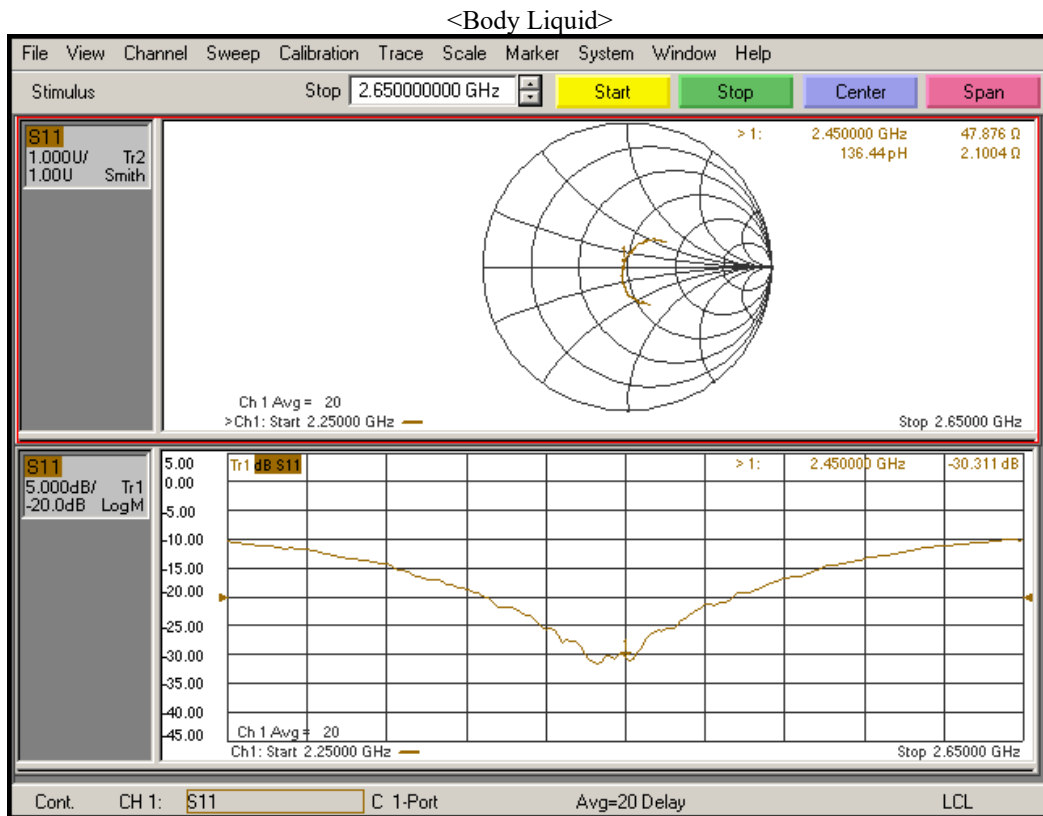 <Body Liquid>
File View Channel Sweep Calibration Trace Scale Marker System Window Help
Stimulus Stop 2.650000000 GHz Start Stop Center Span
S11
1.000U/ Tr2
1.00U Smith
> 1: 2.450000 GHz 47.876 Ω
136.44 pH 2.1004 Ω
Ch 1 Avg = 20
>Ch1: Start 2.25000 GHz
Stop 2.65000 GHz
S11
5.000dB/ Tr1
-20.0dB LogM
5.00
0.00
-5.00
-10.00
-15.00
-20.00
-25.00
-30.00
-35.00
-40.00
-45.00
Tr1 dB S11
> 1: 2.450000 GHz -30.311 dB
Ch 1 Avg = 20
Ch1: Start 2.25000 GHz
Stop 2.65000 GHz
Cont. CH 1: S11 C 1-Port Avg=20 Delay LCL